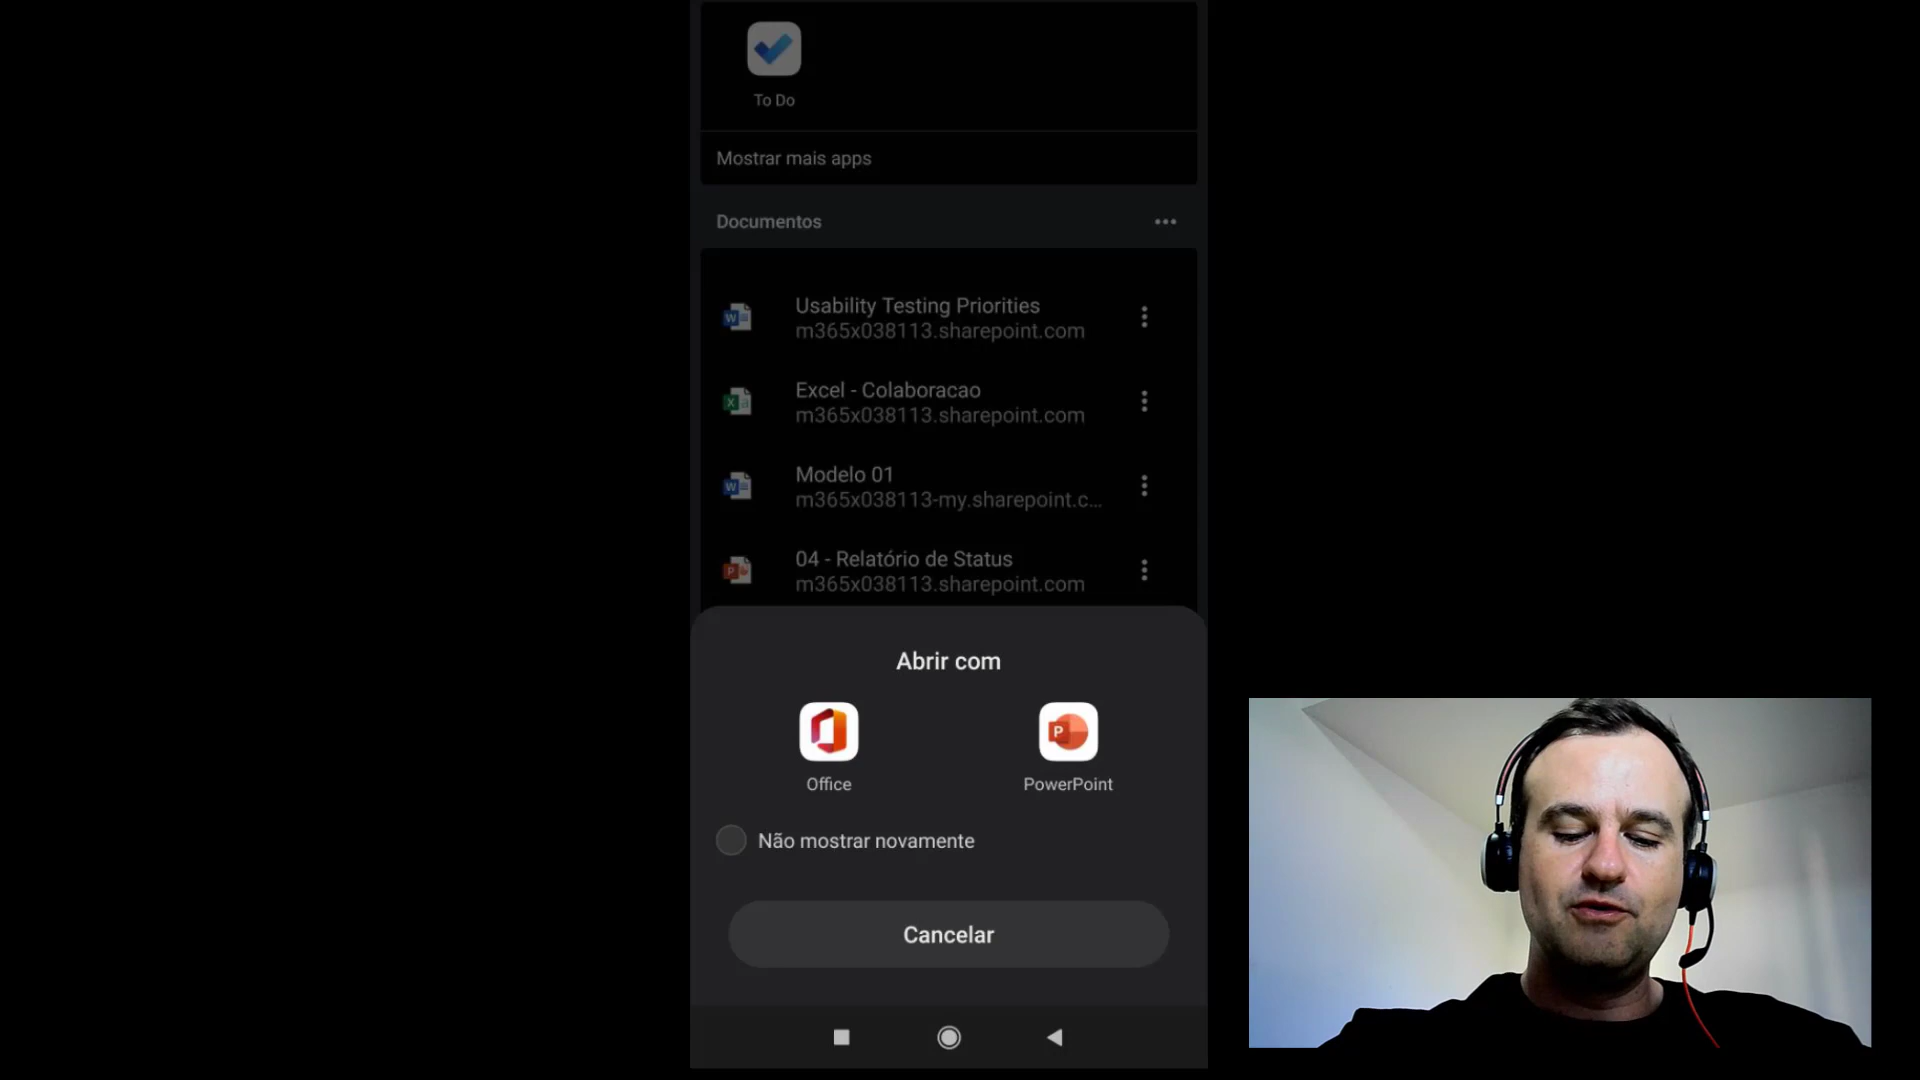 To Do
Mostrar mais apps
Documentos
Usability Testing Priorities
m365x038113.sharepoint.com
Excel - Colaboracao
m365x038113.sharepoint.com
Modelo 01
m365x038113-my.sharepoint.c...
04 - Relatório de Status
m365x038113.sharepoint.com
Abrir com
Office
PowerPoint
Não mostrar novamente
Cancelar